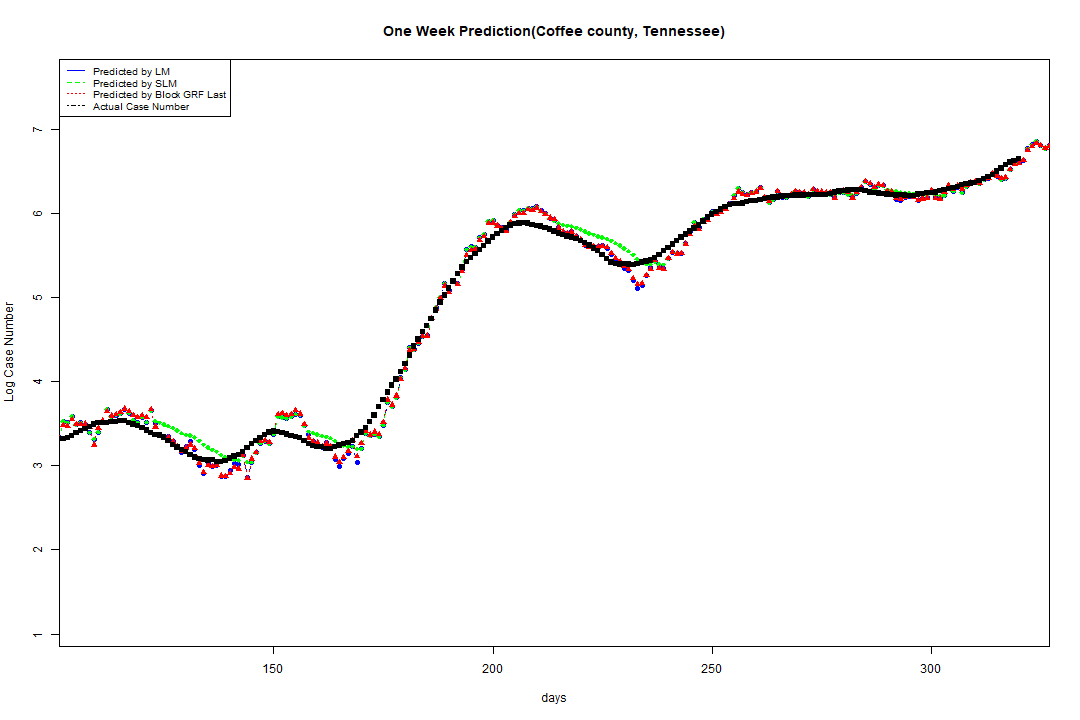 One Week Prediction(Coffee county, Tennessee)
Predicted by LM
Predicted by SLM
Predicted by Block GRF Last
Actual Case Number
7
6
5
4
3
2
1
Log Case Number
150 200 250 300
days